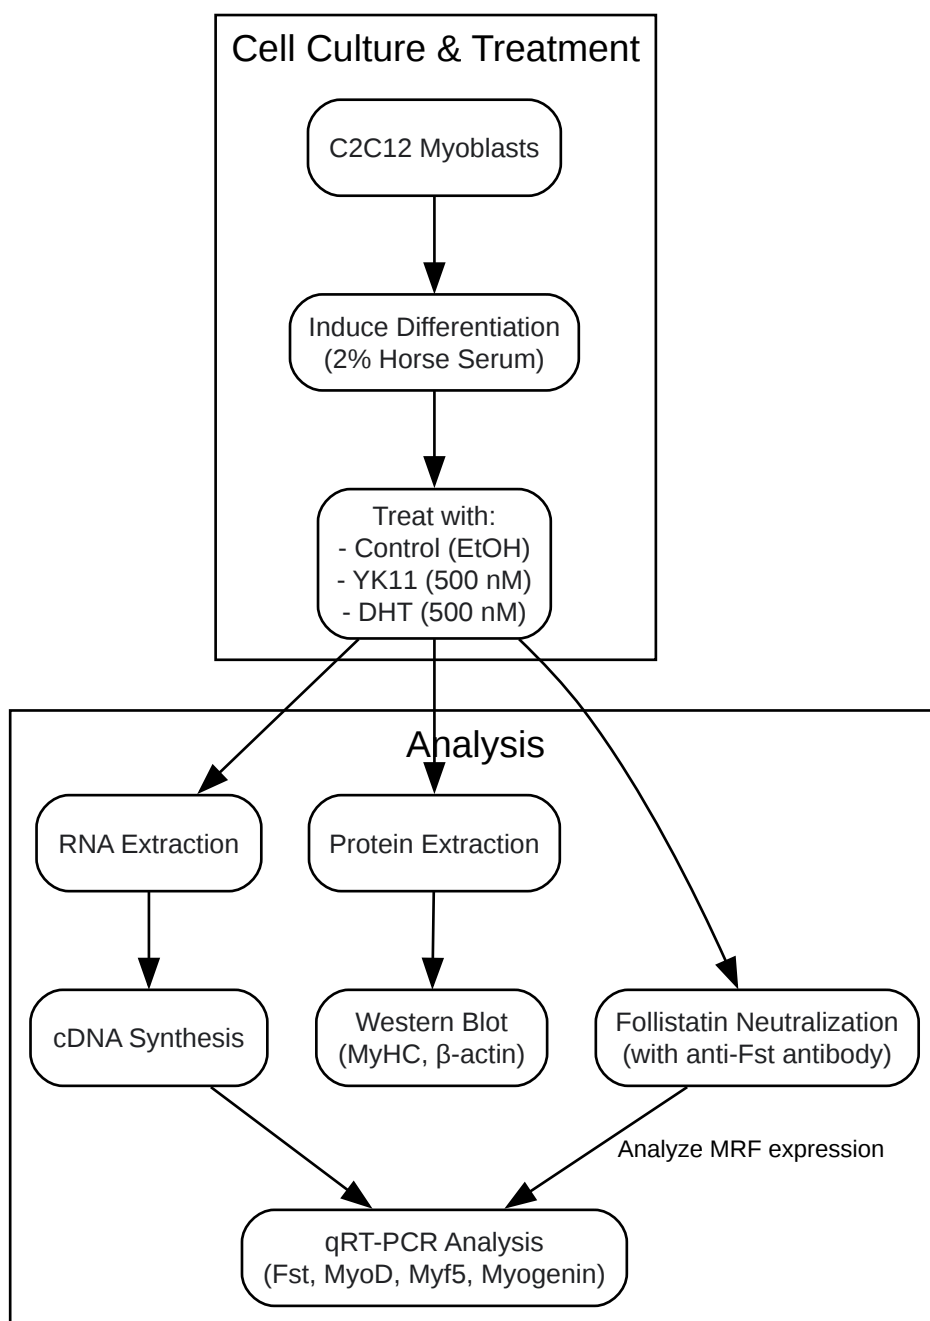 Cell Culture & Treatment
C2C12 Myoblasts
Induce Differentiation
(2% Horse Serum)
Treat with:
- Control (EtOH)
- YK11 (500 nM)
- DHT (500 nM)
Analysis
RNA Extraction
Protein Extraction
cDNA Synthesis
Western Blot
(MyHC, β-actin)
Follistatin Neutralization
(with anti-Fst antibody)
Analyze MRF expression
qRT-PCR Analysis
(Fst, MyoD, Myf5, Myogenin)